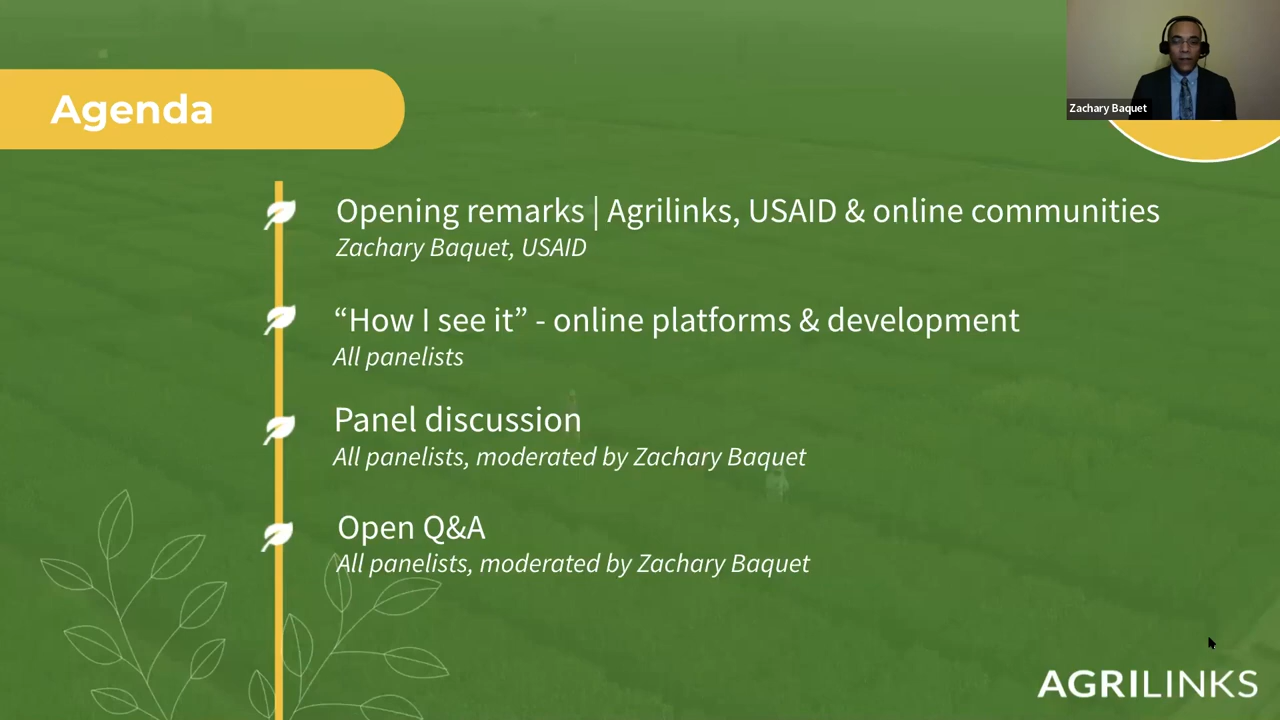 Agenda
Zachary Baquet
Opening remarks | Agrilinks, USAID & online communities
Zachary Baquet, USAID
“How I see it” - online platforms & development
All panelists
Panel discussion
All panelists, moderated by Zachary Baquet
Open Q&A
All panelists, moderated by Zachary Baquet
AGRILINKS